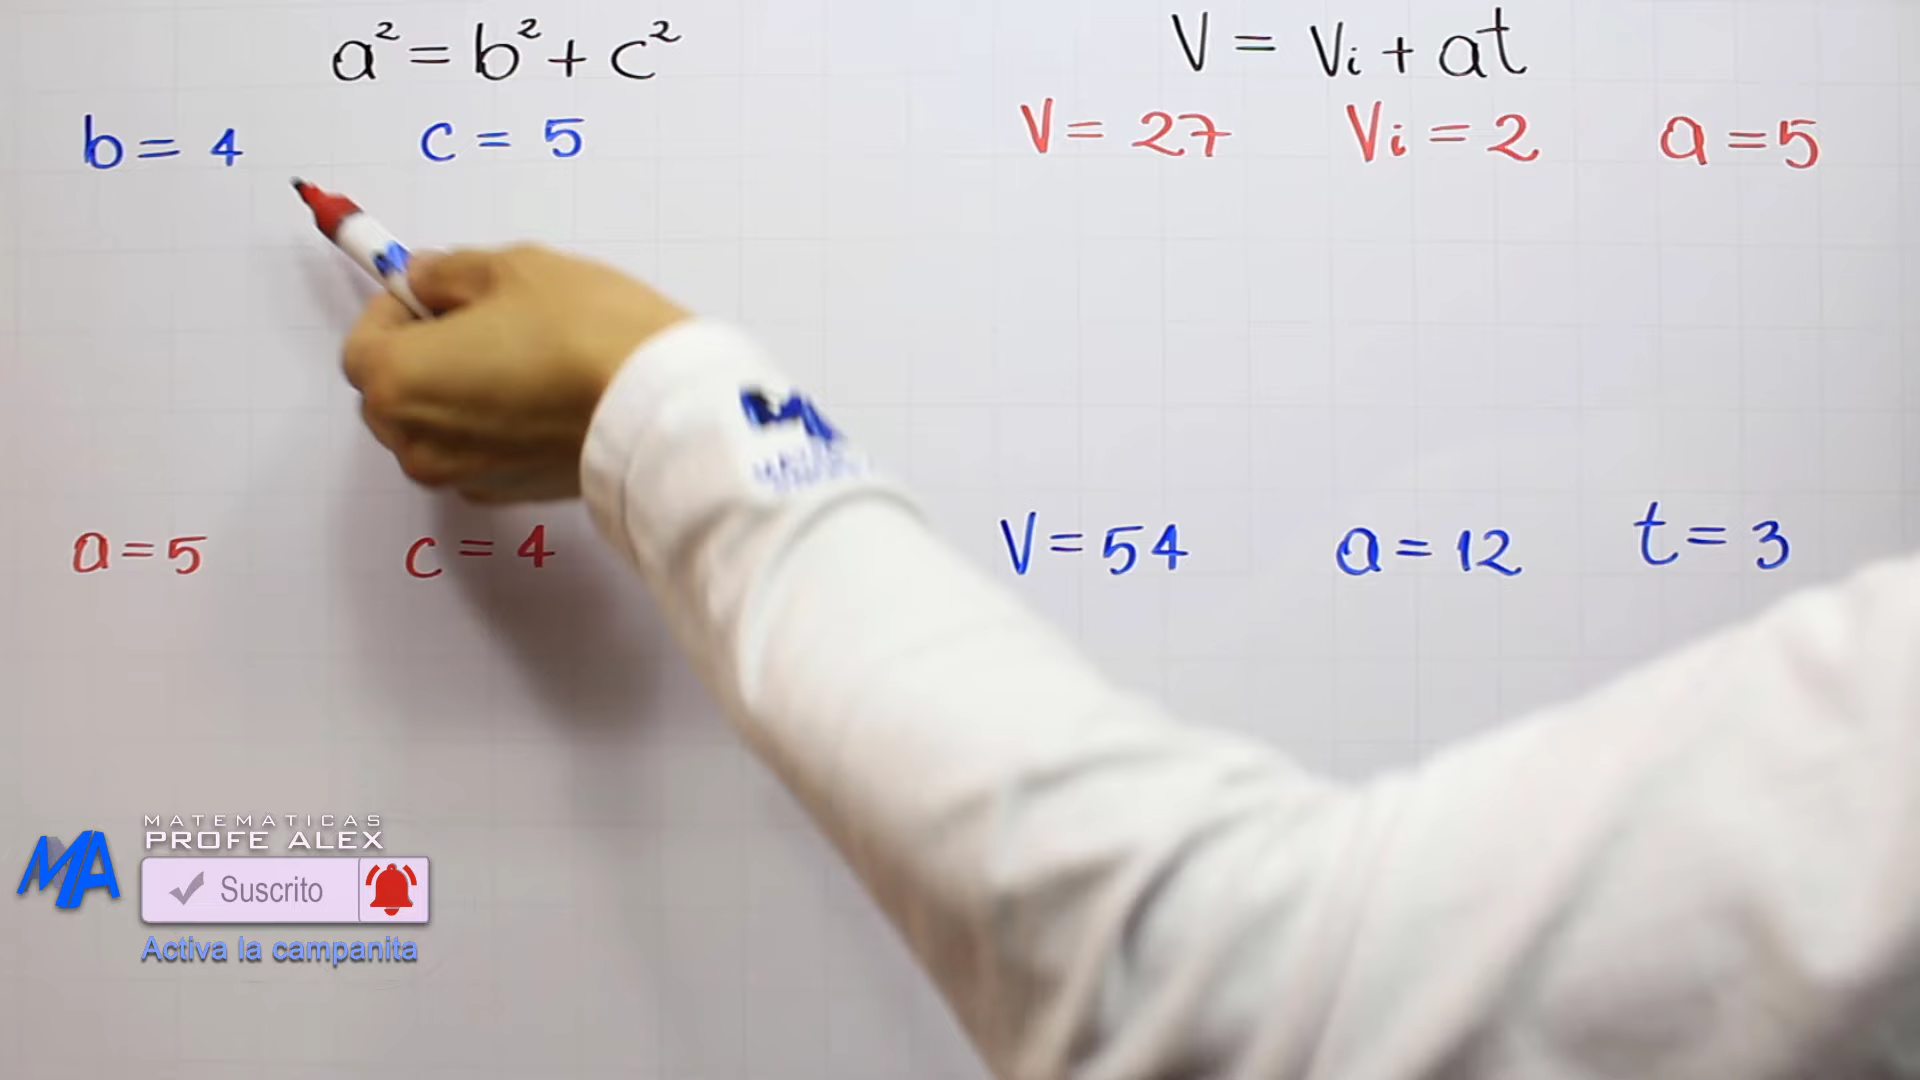 a² = b² + c²
b = 4 c = 5
a = 5 c = 4
V = Vi + at
V = 27 Vi = 2 a = 5
V = 54 a = 12 t = 3
MATEMATICAS
PROFE ALEX
MA
Suscrito
Activa la campanita